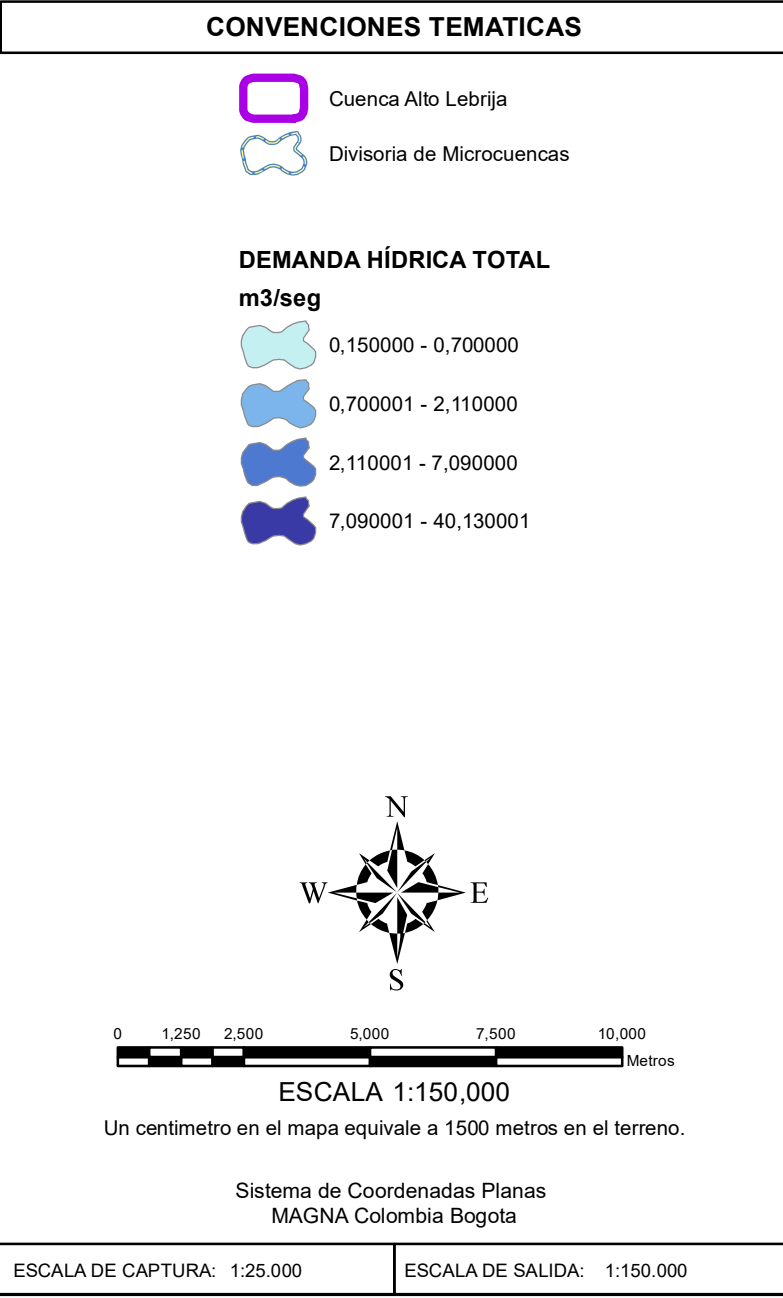 CONVENCIONES TEMATICAS
Cuenca Alto Lebrija
Divisoria de Microcuencas
DEMANDA HÍDRICA TOTAL
m3/seg
0,150000 - 0,700000
0,700001 - 2,110000
2,110001 - 7,090000
7,090001 - 40,130001
N
W E
S
0 1,250 2,500 5,000 7,500 10,000
Metros
ESCALA 1:150,000
Un centimetro en el mapa equivale a 1500 metros en el terreno.
Sistema de Coordenadas Planas
MAGNA Colombia Bogota
ESCALA DE CAPTURA: 1:25.000 ESCALA DE SALIDA: 1:150.000